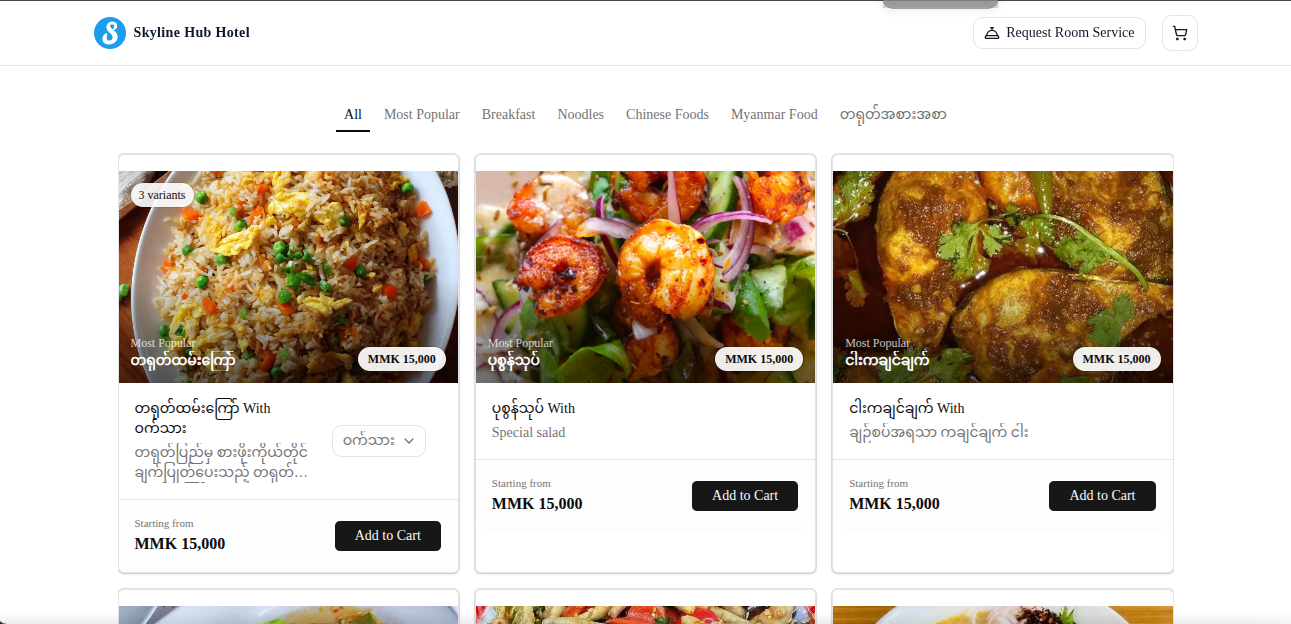 Skyline Hub Hotel
Request Room Service
All
Most Popular
Breakfast
Noodles
Chinese Foods
Myanmar Food
တရုတ်အစားအစာ
3 variants
Most Popular
တရုတ်ထမင်းကြော်
MMK 15,000
Most Popular
ပုစွန်သုပ်
MMK 15,000
Most Popular
ငါးကချင်ချက်
MMK 15,000
တရုတ်ထမင်းကြော် With
ဝက်သား
တရုတ်ပြည်မှ စားဖိုးကိုယ်တိုင်
ချက်ပြုတ်ပေးသည့် တရုတ်…
ဝက်သား
Starting from
MMK 15,000
Add to Cart
ပုစွန်သုပ် With
Special salad
Starting from
MMK 15,000
Add to Cart
ငါးကချင်ချက် With
ချဉ်စပ်အရသာ ကချင်ချက် ငါး
Starting from
MMK 15,000
Add to Cart